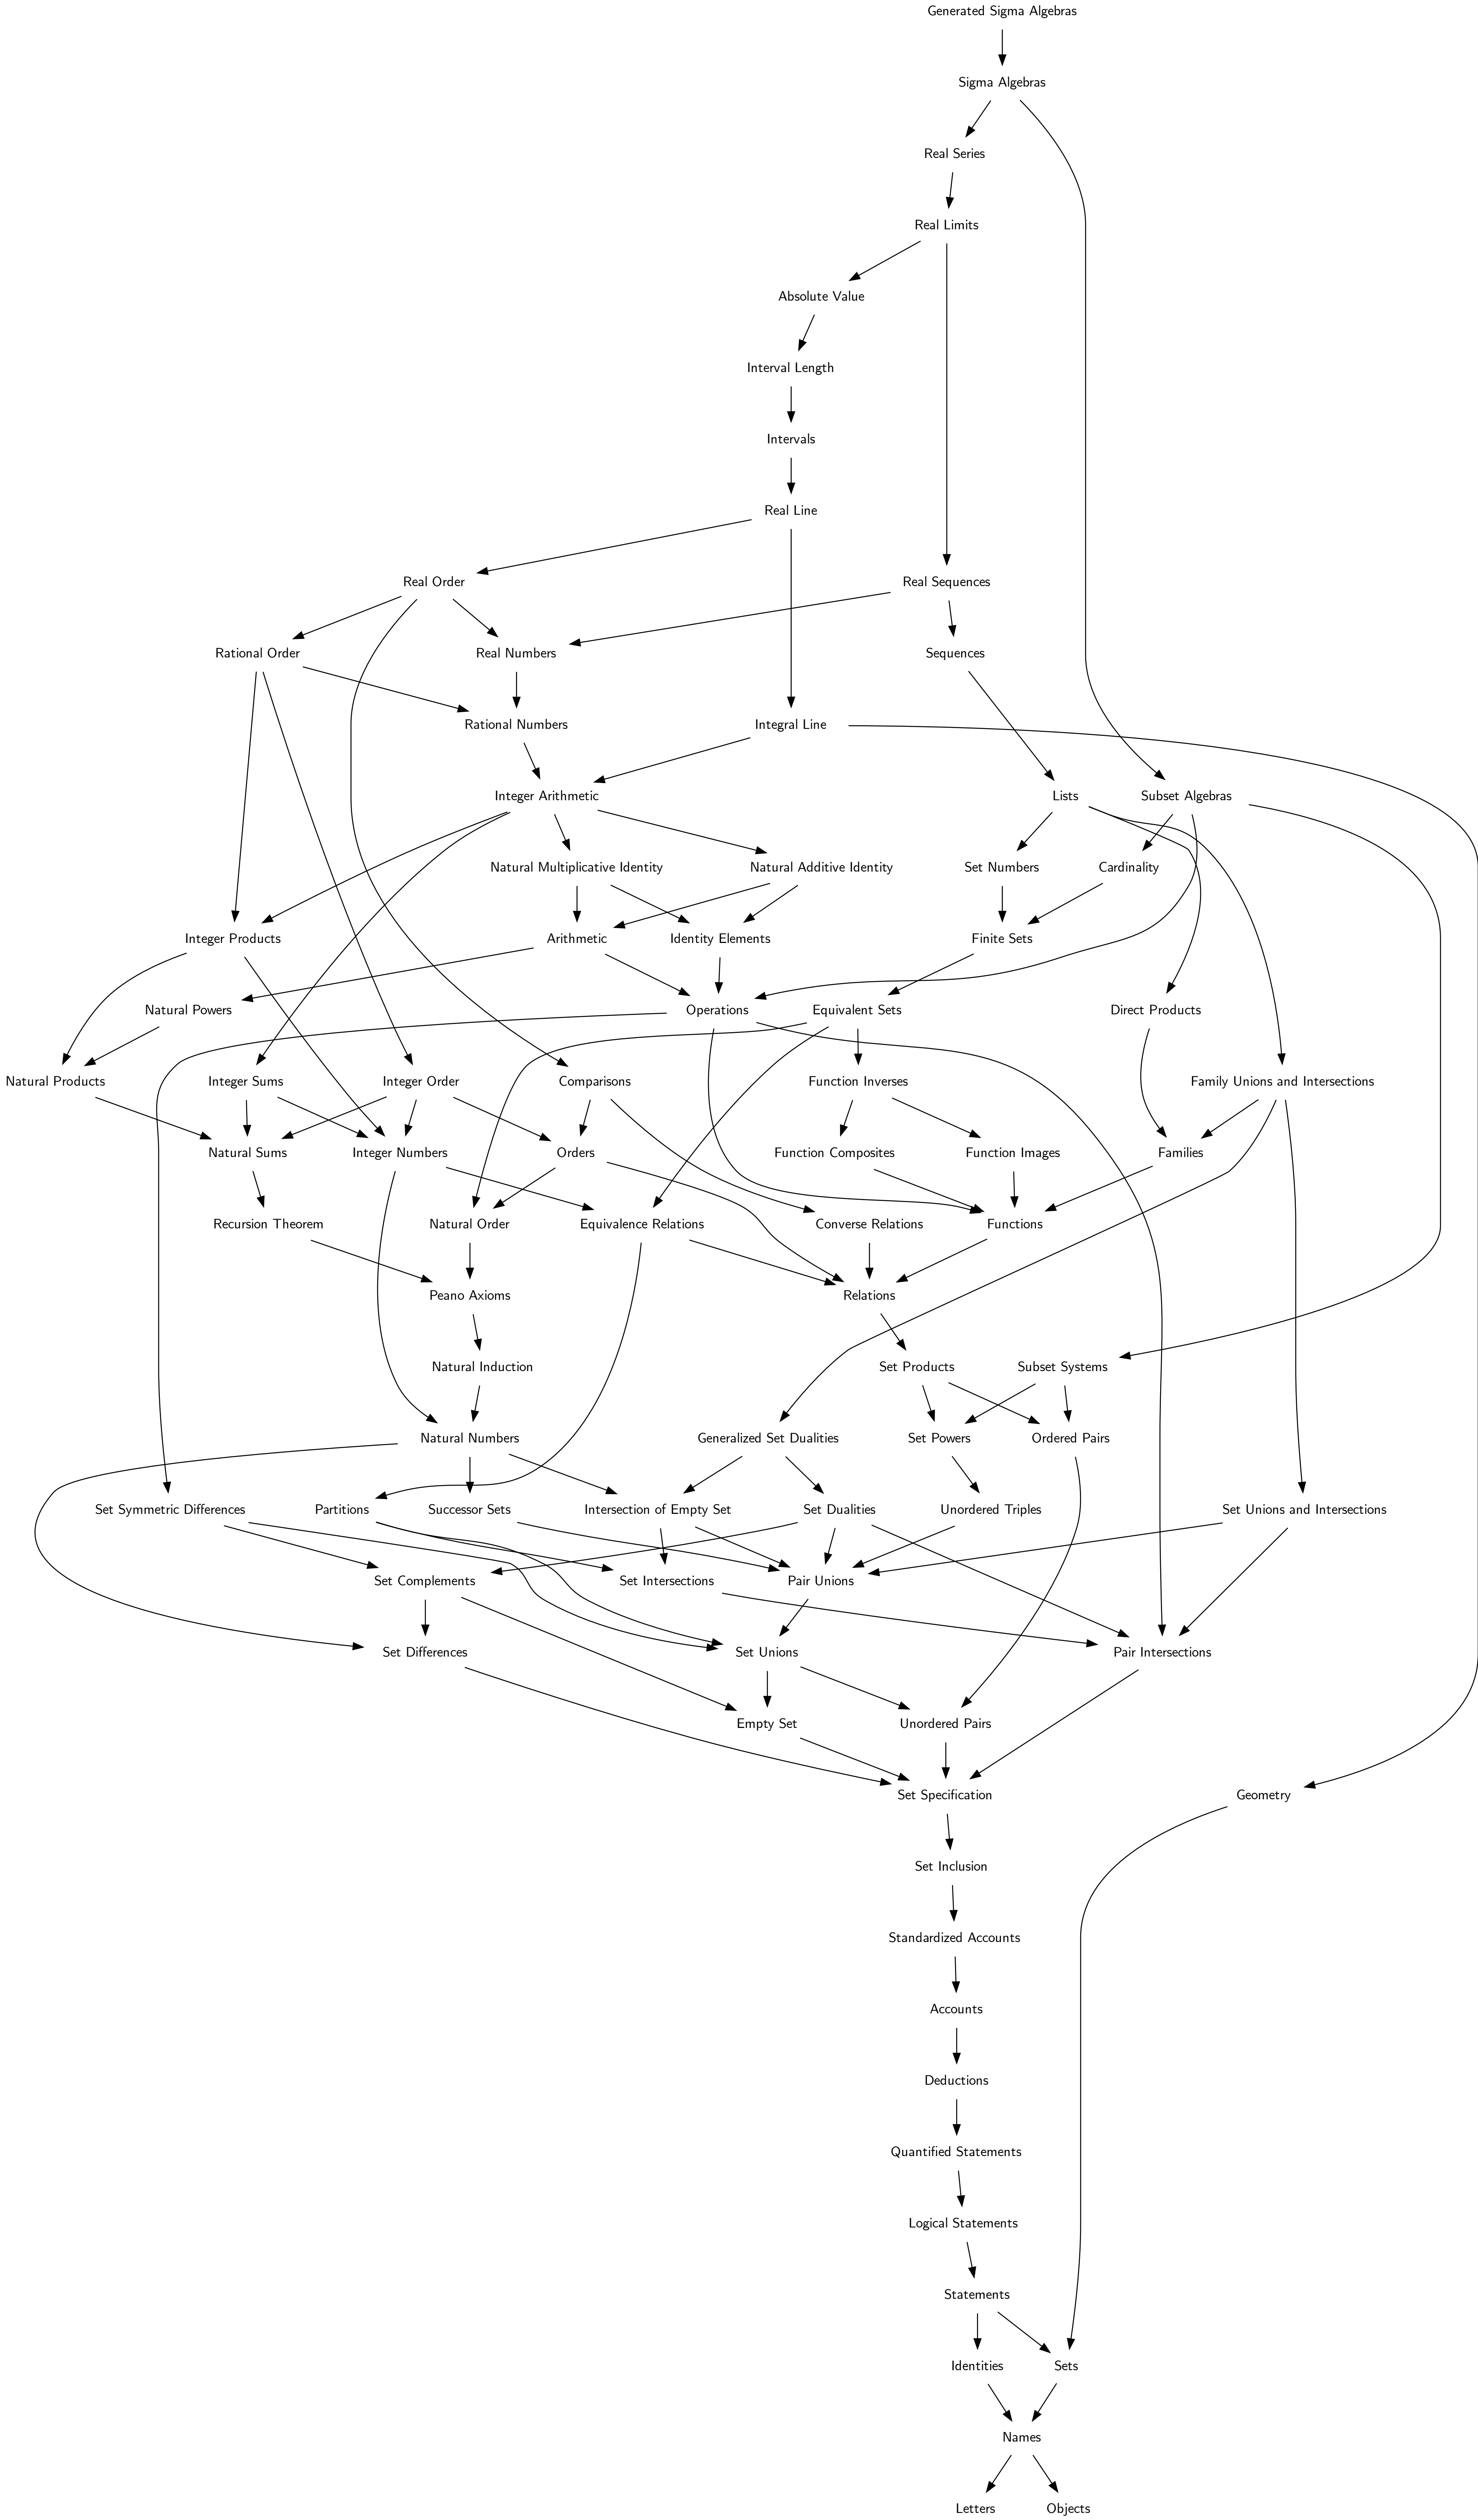 Generated Sigma Algebras
Sigma Algebras
Real Series
Real Limits
Absolute Value
Interval Length
Intervals
Real Line
Real Order
Real Sequences
Rational Order
Real Numbers
Sequences
Rational Numbers
Integral Line
Integer Arithmetic
Lists
Subset Algebras
Natural Multiplicative Identity
Natural Additive Identity
Set Numbers
Cardinality
Integer Products
Arithmetic
Identity Elements
Finite Sets
Natural Powers
Operations
Equivalent Sets
Direct Products
Natural Products
Integer Sums
Integer Order
Comparisons
Function Inverses
Family Unions and Intersections
Natural Sums
Integer Numbers
Orders
Function Composites
Function Images
Families
Recursion Theorem
Natural Order
Equivalence Relations
Converse Relations
Functions
Peano Axioms
Relations
Natural Induction
Set Products
Subset Systems
Natural Numbers
Generalized Set Dualities
Set Powers
Ordered Pairs
Set Symmetric Differences
Partitions
Successor Sets
Intersection of Empty Set
Set Dualities
Unordered Triples
Set Unions and Intersections
Set Complements
Set Intersections
Pair Unions
Set Differences
Set Unions
Pair Intersections
Empty Set
Unordered Pairs
Set Specification
Geometry
Set Inclusion
Standardized Accounts
Accounts
Deductions
Quantified Statements
Logical Statements
Statements
Identities
Sets
Names
Letters
Objects